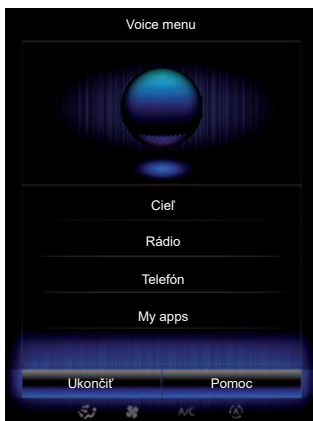 Voice menu
Cieľ
Rádio
Telefón
My apps
Ukončiť Pomoc
A/C